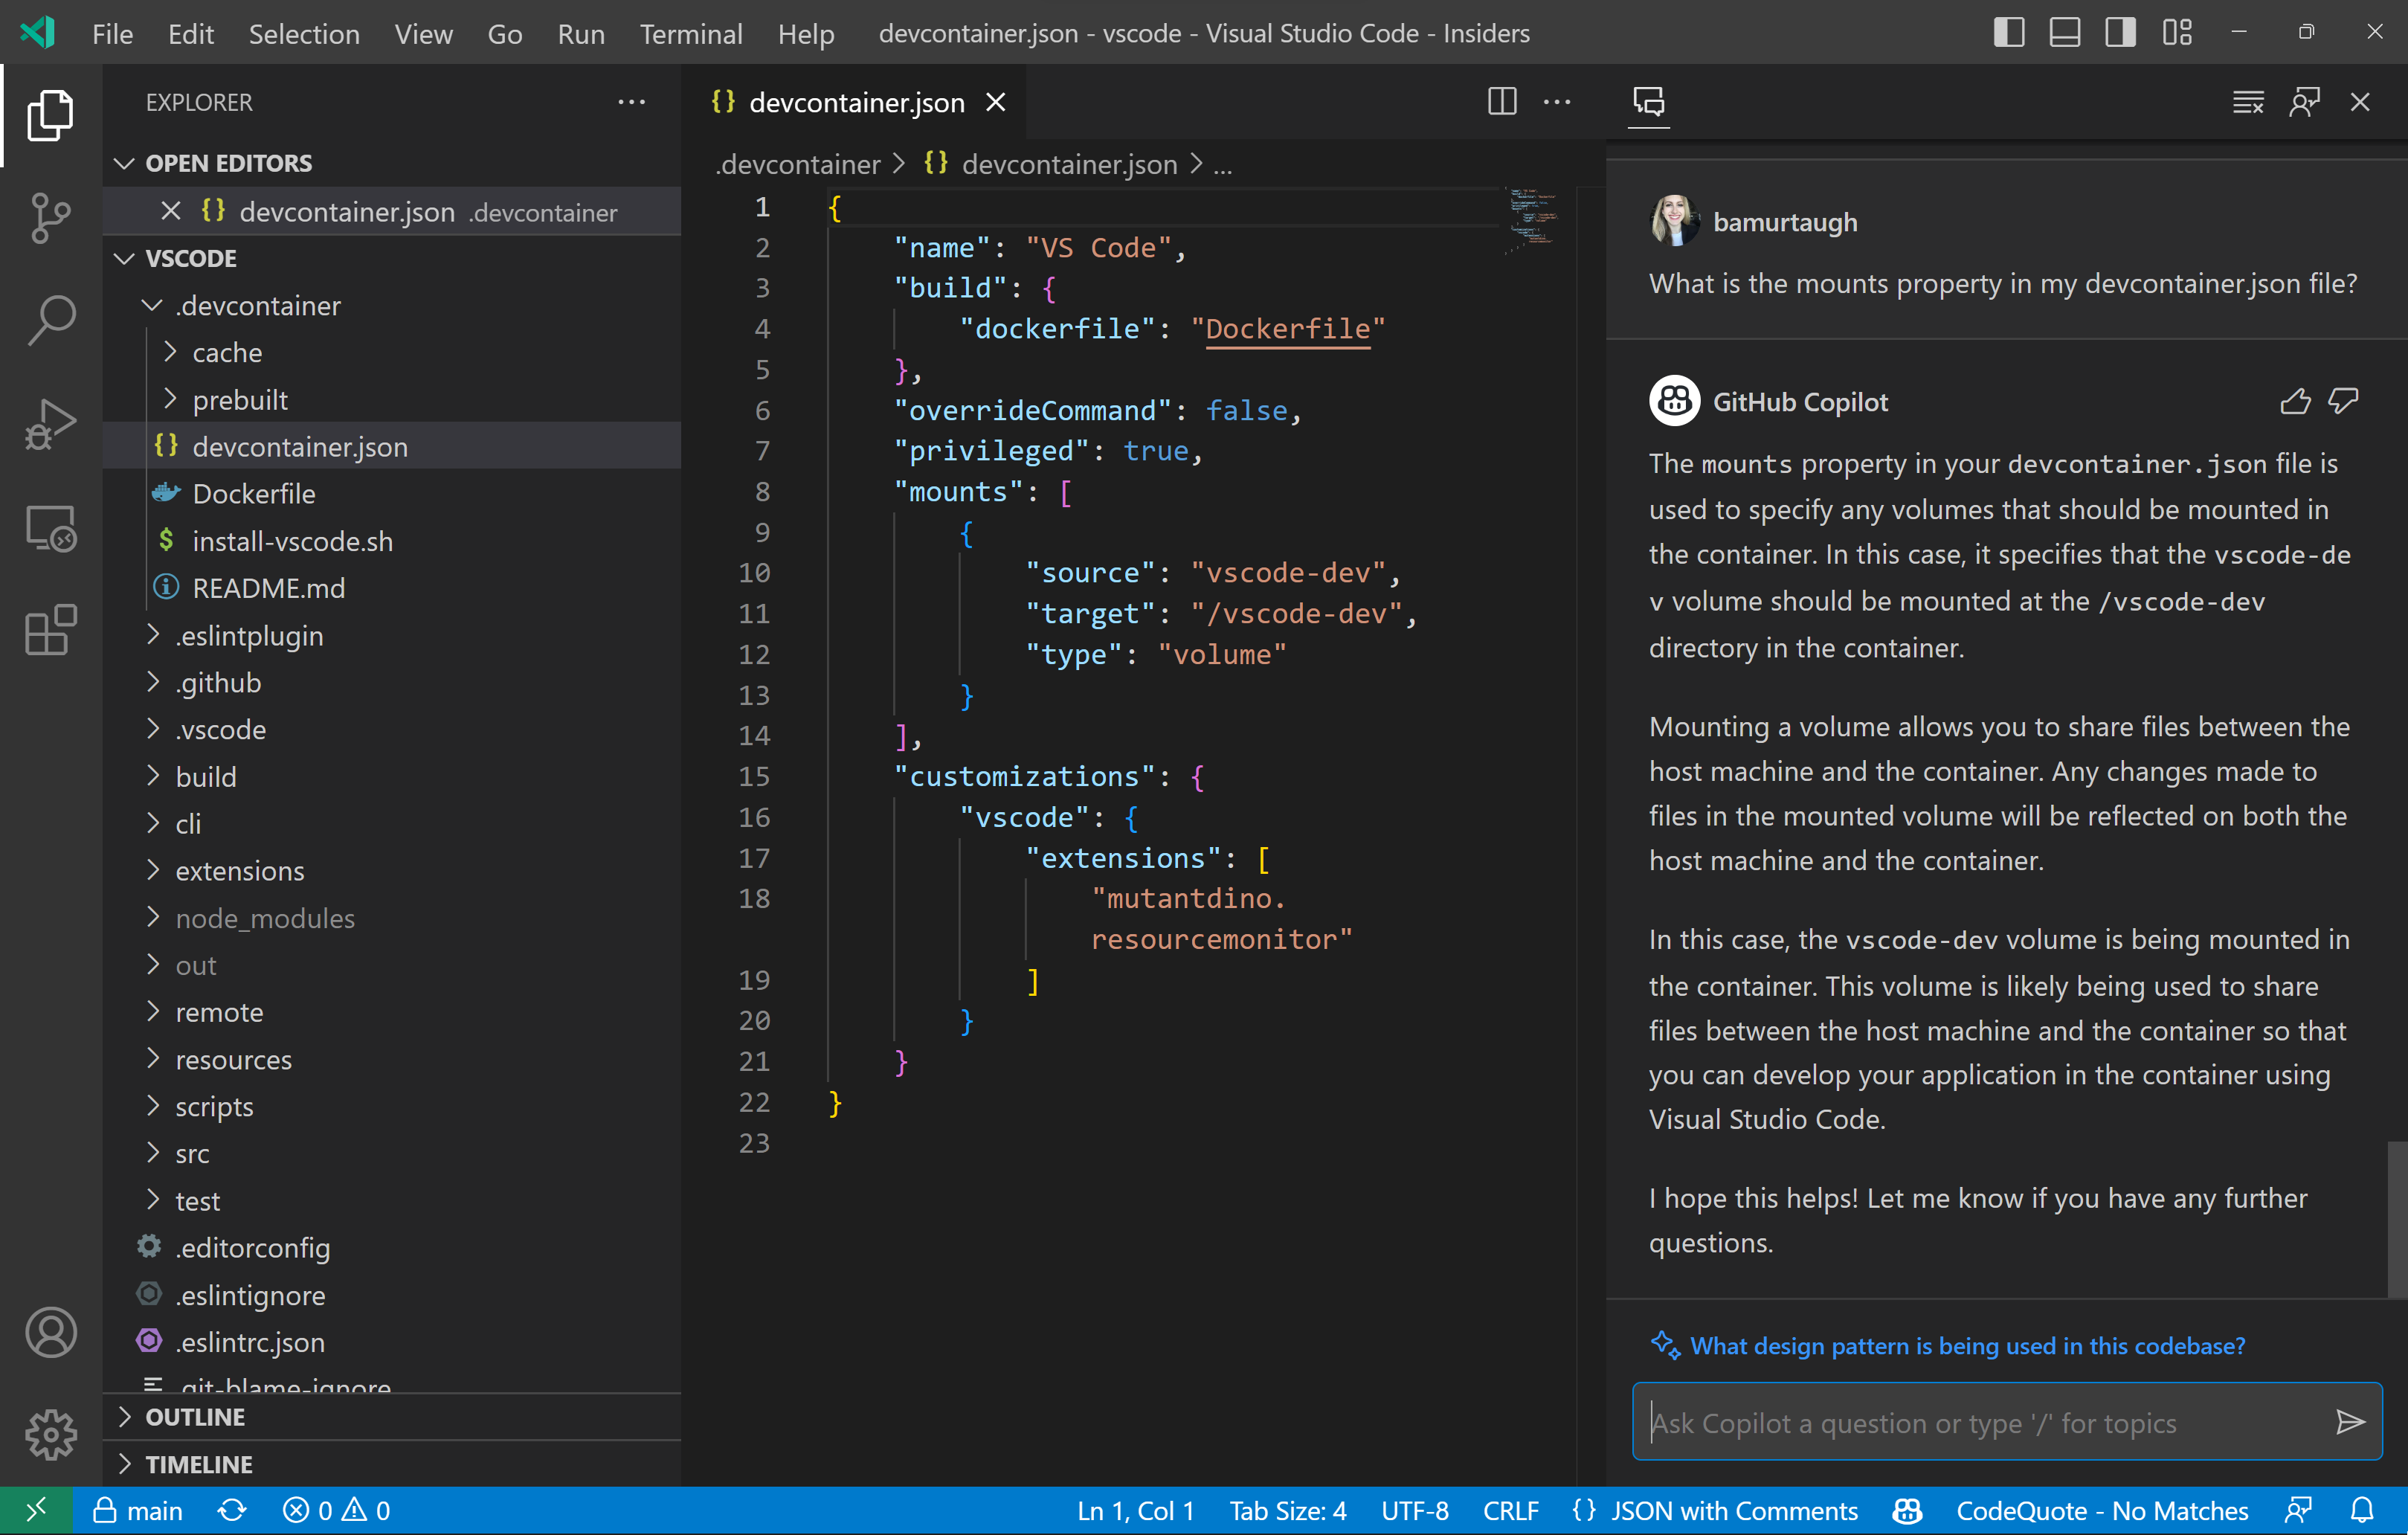 File Edit Selection View Go Run Terminal Help devcontainer.json - vscode - Visual Studio Code - Insiders
EXPLORER
OPEN EDITORS
devcontainer.json .devcontainer
VSCODE
.devcontainer
cache
prebuilt
devcontainer.json
Dockerfile
install-vscode.sh
README.md
.eslintplugin
.github
.vscode
build
cli
extensions
node_modules
out
remote
resources
scripts
src
test
.editorconfig
.eslintignore
.eslintrc.json
.git-blame-ignore
OUTLINE
TIMELINE
{} devcontainer.json
.devcontainer > {} devcontainer.json > ...
1 {
2 "name": "VS Code",
3 "build": {
4 "dockerfile": "Dockerfile"
5 },
6 "overrideCommand": false,
7 "privileged": true,
8 "mounts": [
9 {
10 "source": "vscode-dev",
11 "target": "/vscode-dev",
12 "type": "volume"
13 }
14 ],
15 "customizations": {
16 "vscode": {
17 "extensions": [
18 "mutantdino.
resourcemonitor"
19 ]
20 }
21 }
22 }
23
bamurtaugh
What is the mounts property in my devcontainer.json file?
GitHub Copilot
The mounts property in your devcontainer.json file is
used to specify any volumes that should be mounted in
the container. In this case, it specifies that the vscode-de
v volume should be mounted at the /vscode-dev
directory in the container.
Mounting a volume allows you to share files between the
host machine and the container. Any changes made to
files in the mounted volume will be reflected on both the
host machine and the container.
In this case, the vscode-dev volume is being mounted in
the container. This volume is likely being used to share
files between the host machine and the container so that
you can develop your application in the container using
Visual Studio Code.
I hope this helps! Let me know if you have any further
questions.
What design pattern is being used in this codebase?
Ask Copilot a question or type '/' for topics
main 0 0 Ln 1, Col 1 Tab Size: 4 UTF-8 CRLF {} JSON with Comments CodeQuote - No Matches